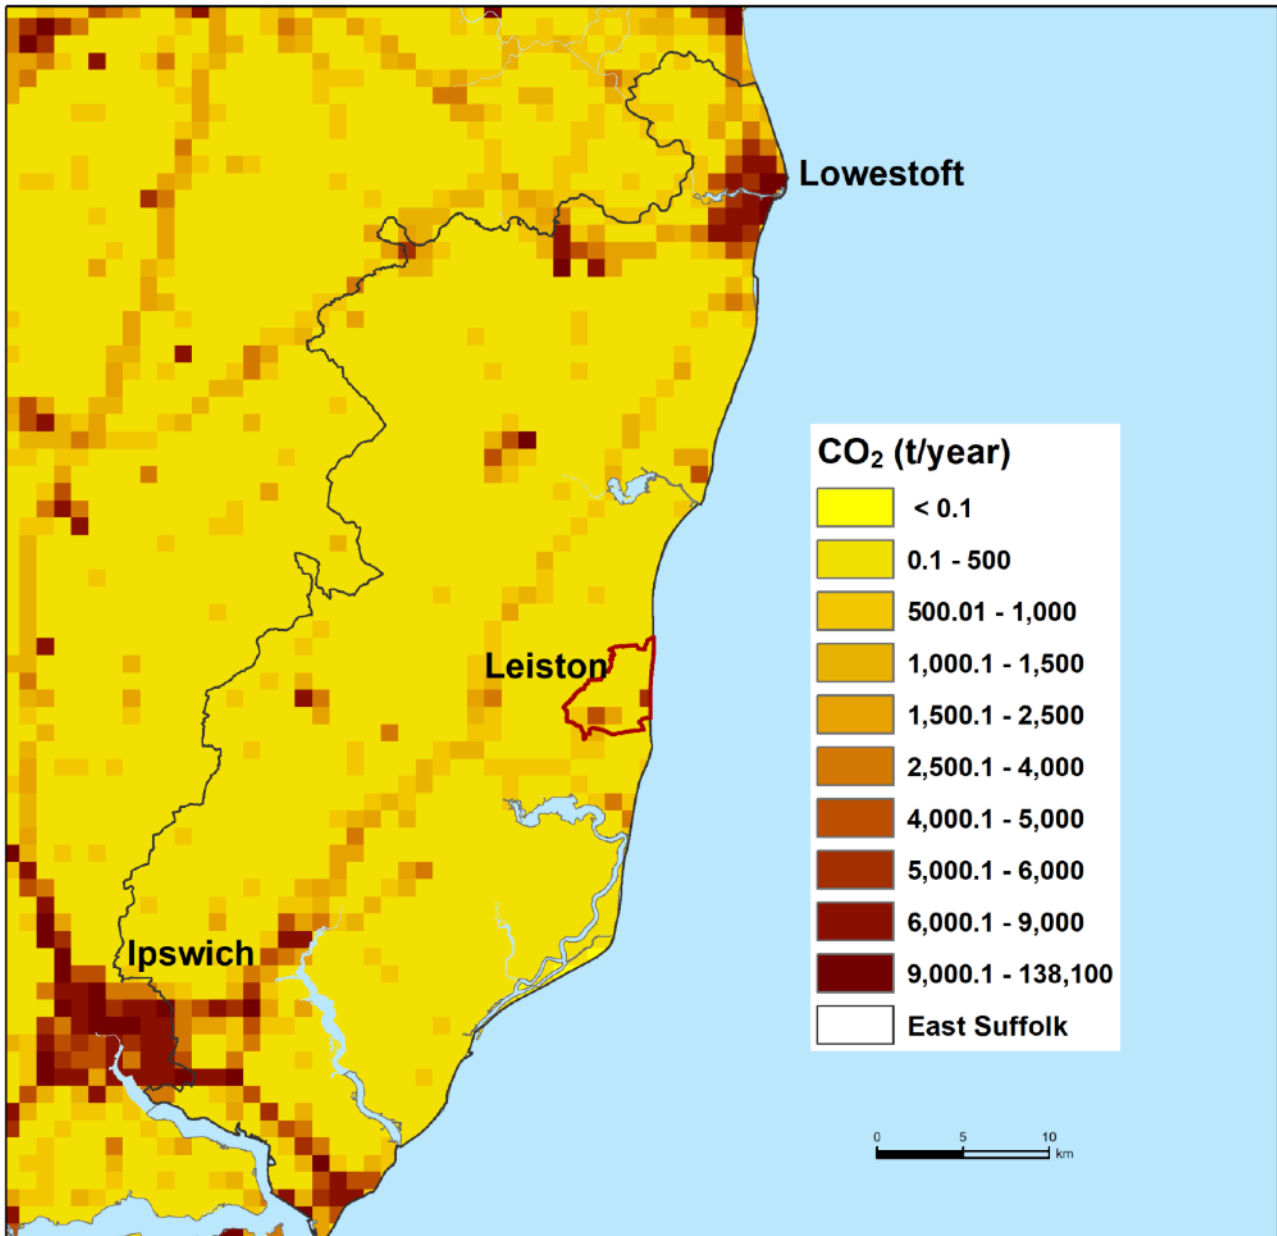 Lowestoft
CO₂ (t/year)
< 0.1
0.1 - 500
500.01 - 1,000
1,000.1 - 1,500
1,500.1 - 2,500
2,500.1 - 4,000
4,000.1 - 5,000
5,000.1 - 6,000
6,000.1 - 9,000
9,000.1 - 138,100
East Suffolk
Leiston
Ipswich
0 5 10
km